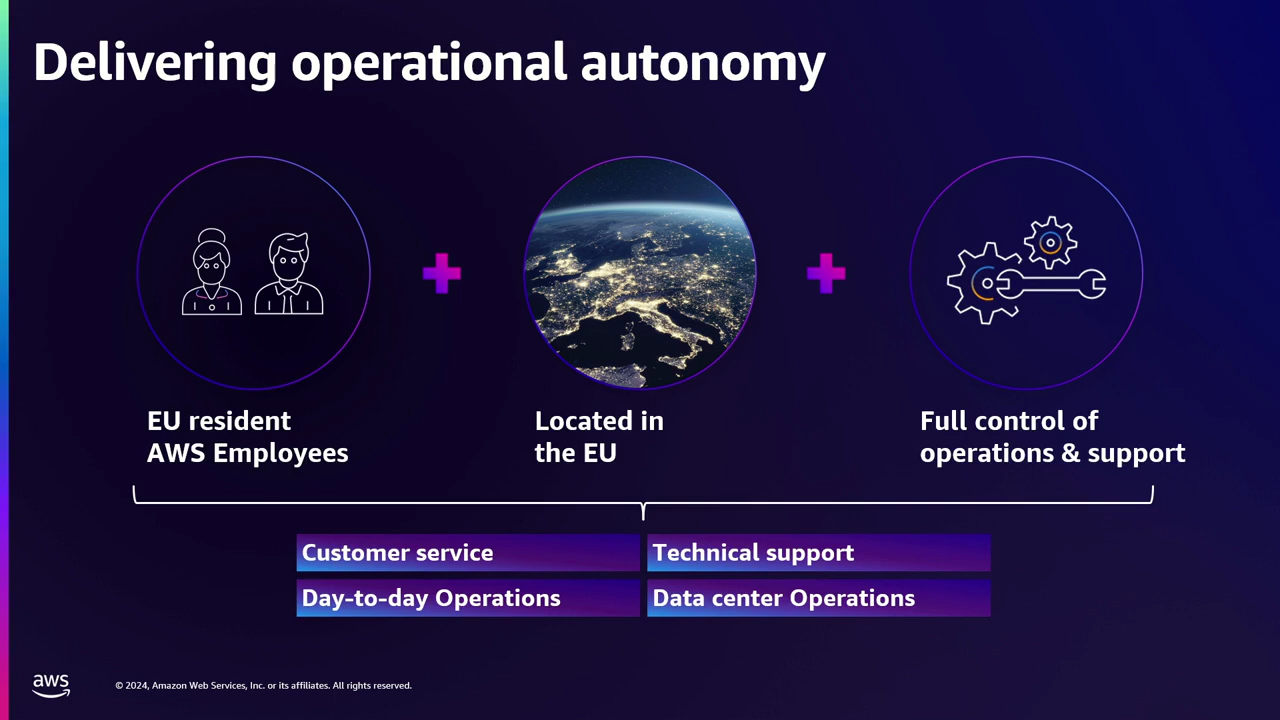 Delivering operational autonomy
EU resident
AWS Employees
Located in
the EU
Full control of
operations & support
Customer service
Technical support
Day-to-day Operations
Data center Operations
aws
© 2024, Amazon Web Services, Inc. or its affiliates. All rights reserved.